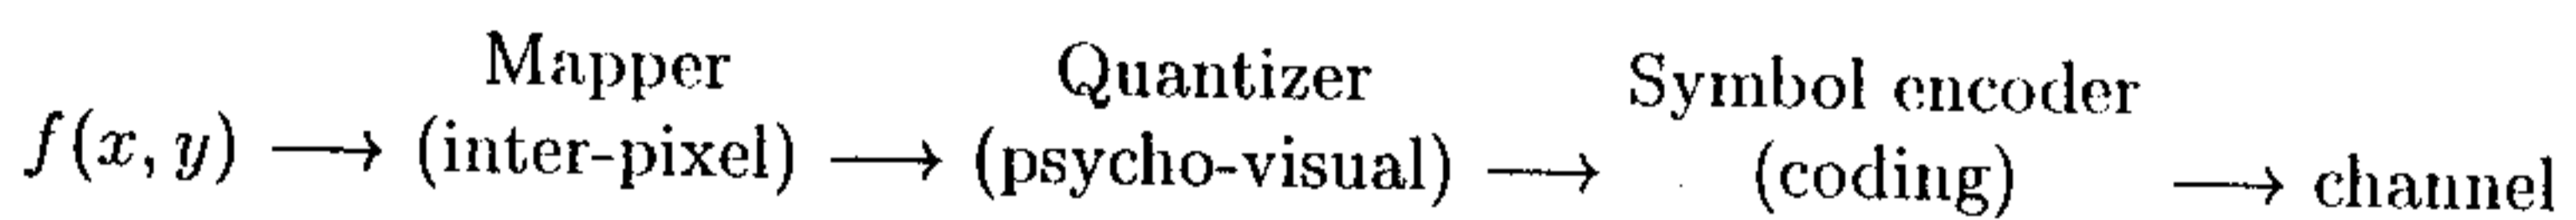 Mapper Quantizer Symbol encoder
f(x, y) ⟶ (inter-pixel) ⟶ (psycho-visual) ⟶ (coding) ⟶ channel